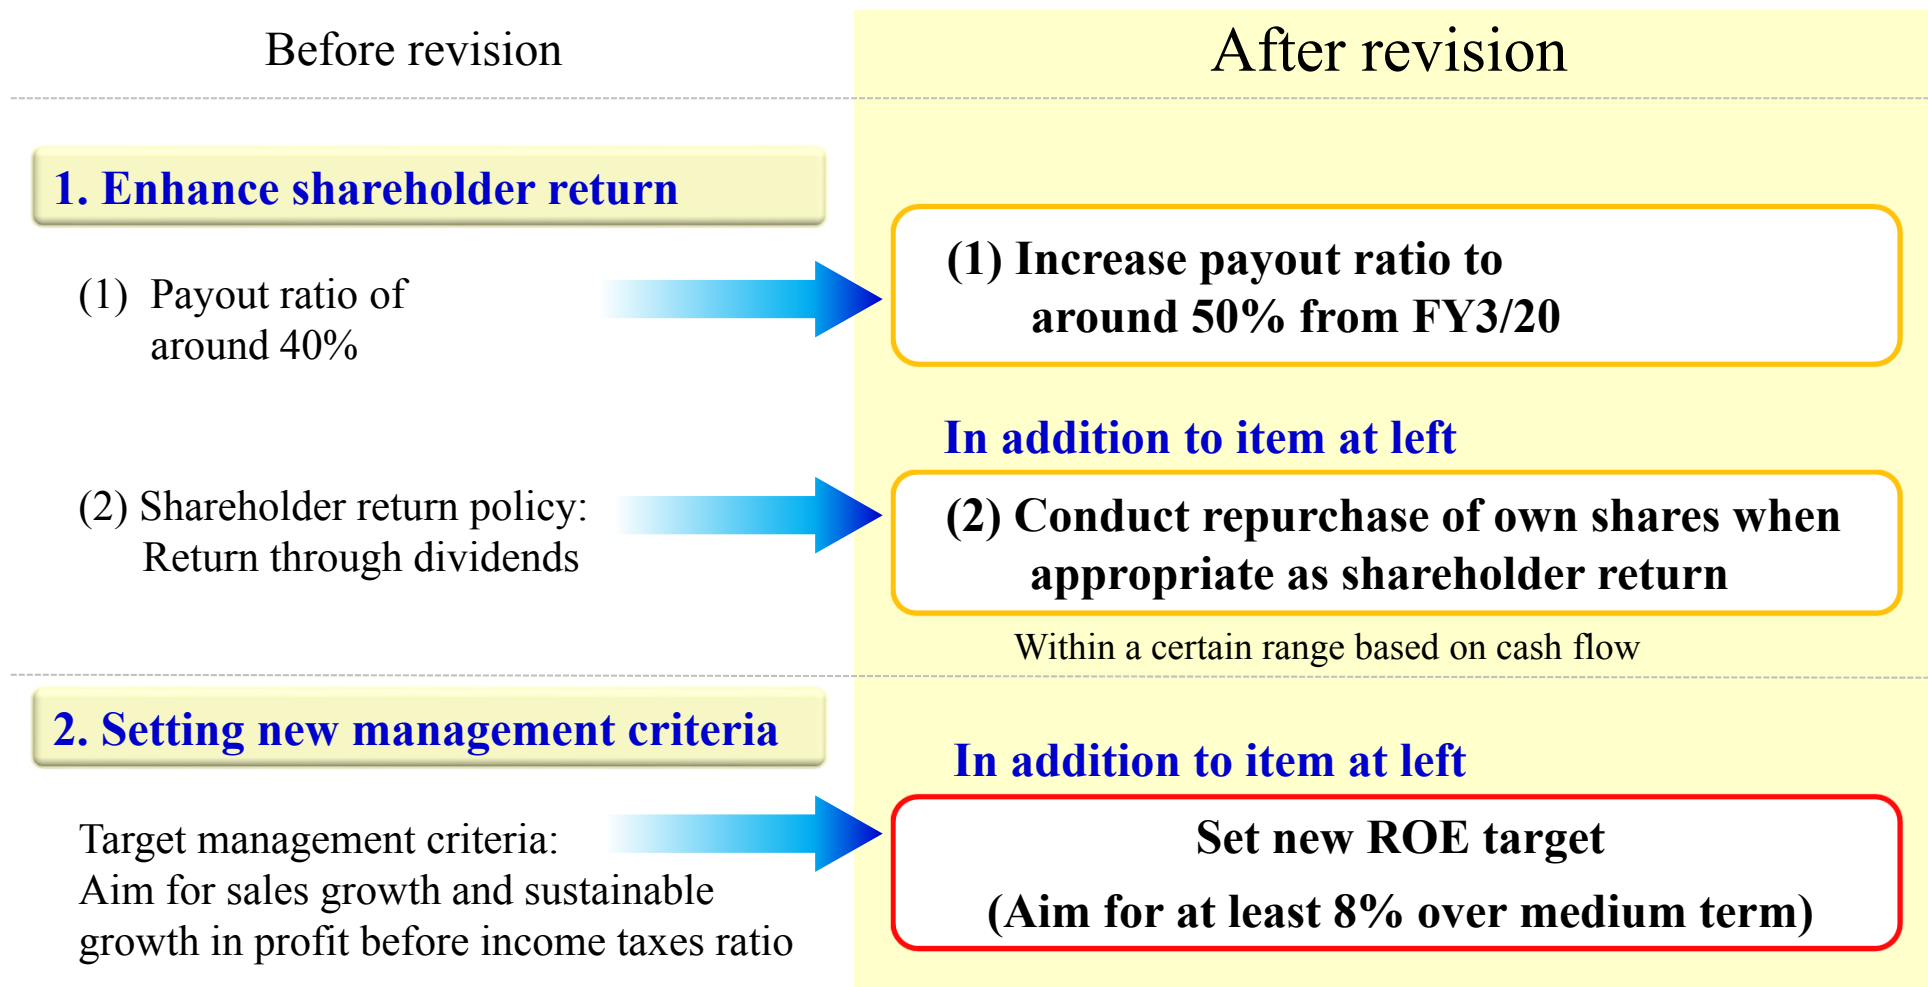 Before revision
After revision
1. Enhance shareholder return
(1) Payout ratio of
around 40%
(1) Increase payout ratio to
around 50% from FY3/20
In addition to item at left
(2) Shareholder return policy:
Return through dividends
(2) Conduct repurchase of own shares when
appropriate as shareholder return
Within a certain range based on cash flow
2. Setting new management criteria
In addition to item at left
Target management criteria:
Aim for sales growth and sustainable
growth in profit before income taxes ratio
Set new ROE target
(Aim for at least 8% over medium term)